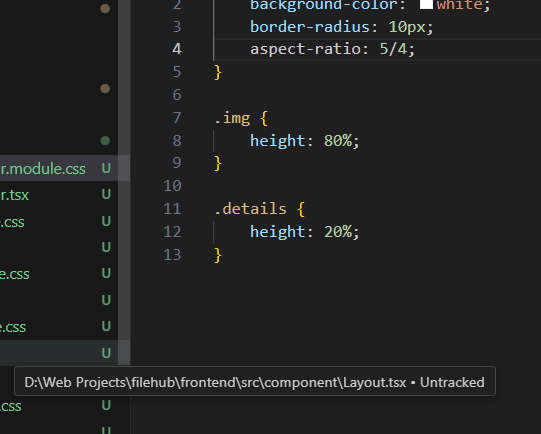 2 background-color: white;
3 border-radius: 10px;
4 aspect-ratio: 5/4;
5 }
6
7 .img {
r.module.css U 8 height: 80%;
r.tsx U 9 }
10
.css U 11 .details {
U 12 height: 20%;
e.css U 13 }
U
e.css U
U
D:\Web Projects\filehub\frontend\src\component\Layout.tsx • Untracked
.css U
U